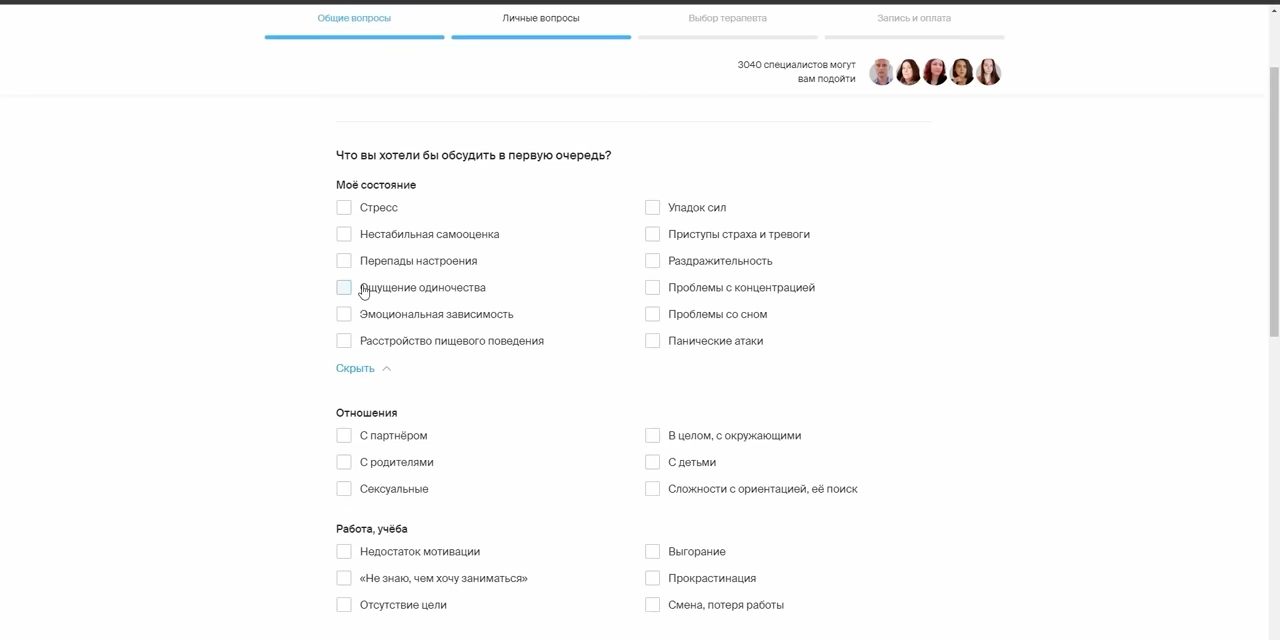 Общие вопросы
Личные вопросы
Выбор терапевта
Запись и оплата
3040 специалистов могут
вам подойти
Что вы хотели бы обсудить в первую очередь?
Моё состояние
Стресс
Упадок сил
Нестабильная самооценка
Приступы страха и тревоги
Перепады настроения
Раздражительность
Ощущение одиночества
Проблемы с концентрацией
Эмоциональная зависимость
Проблемы со сном
Расстройство пищевого поведения
Панические атаки
Скрыть
Отношения
С партнёром
В целом, с окружающими
С родителями
С детьми
Сексуальные
Сложности с ориентацией, её поиск
Работа, учёба
Недостаток мотивации
Выгорание
«Не знаю, чем хочу заниматься»
Прокрастинация
Отсутствие цели
Смена, потеря работы